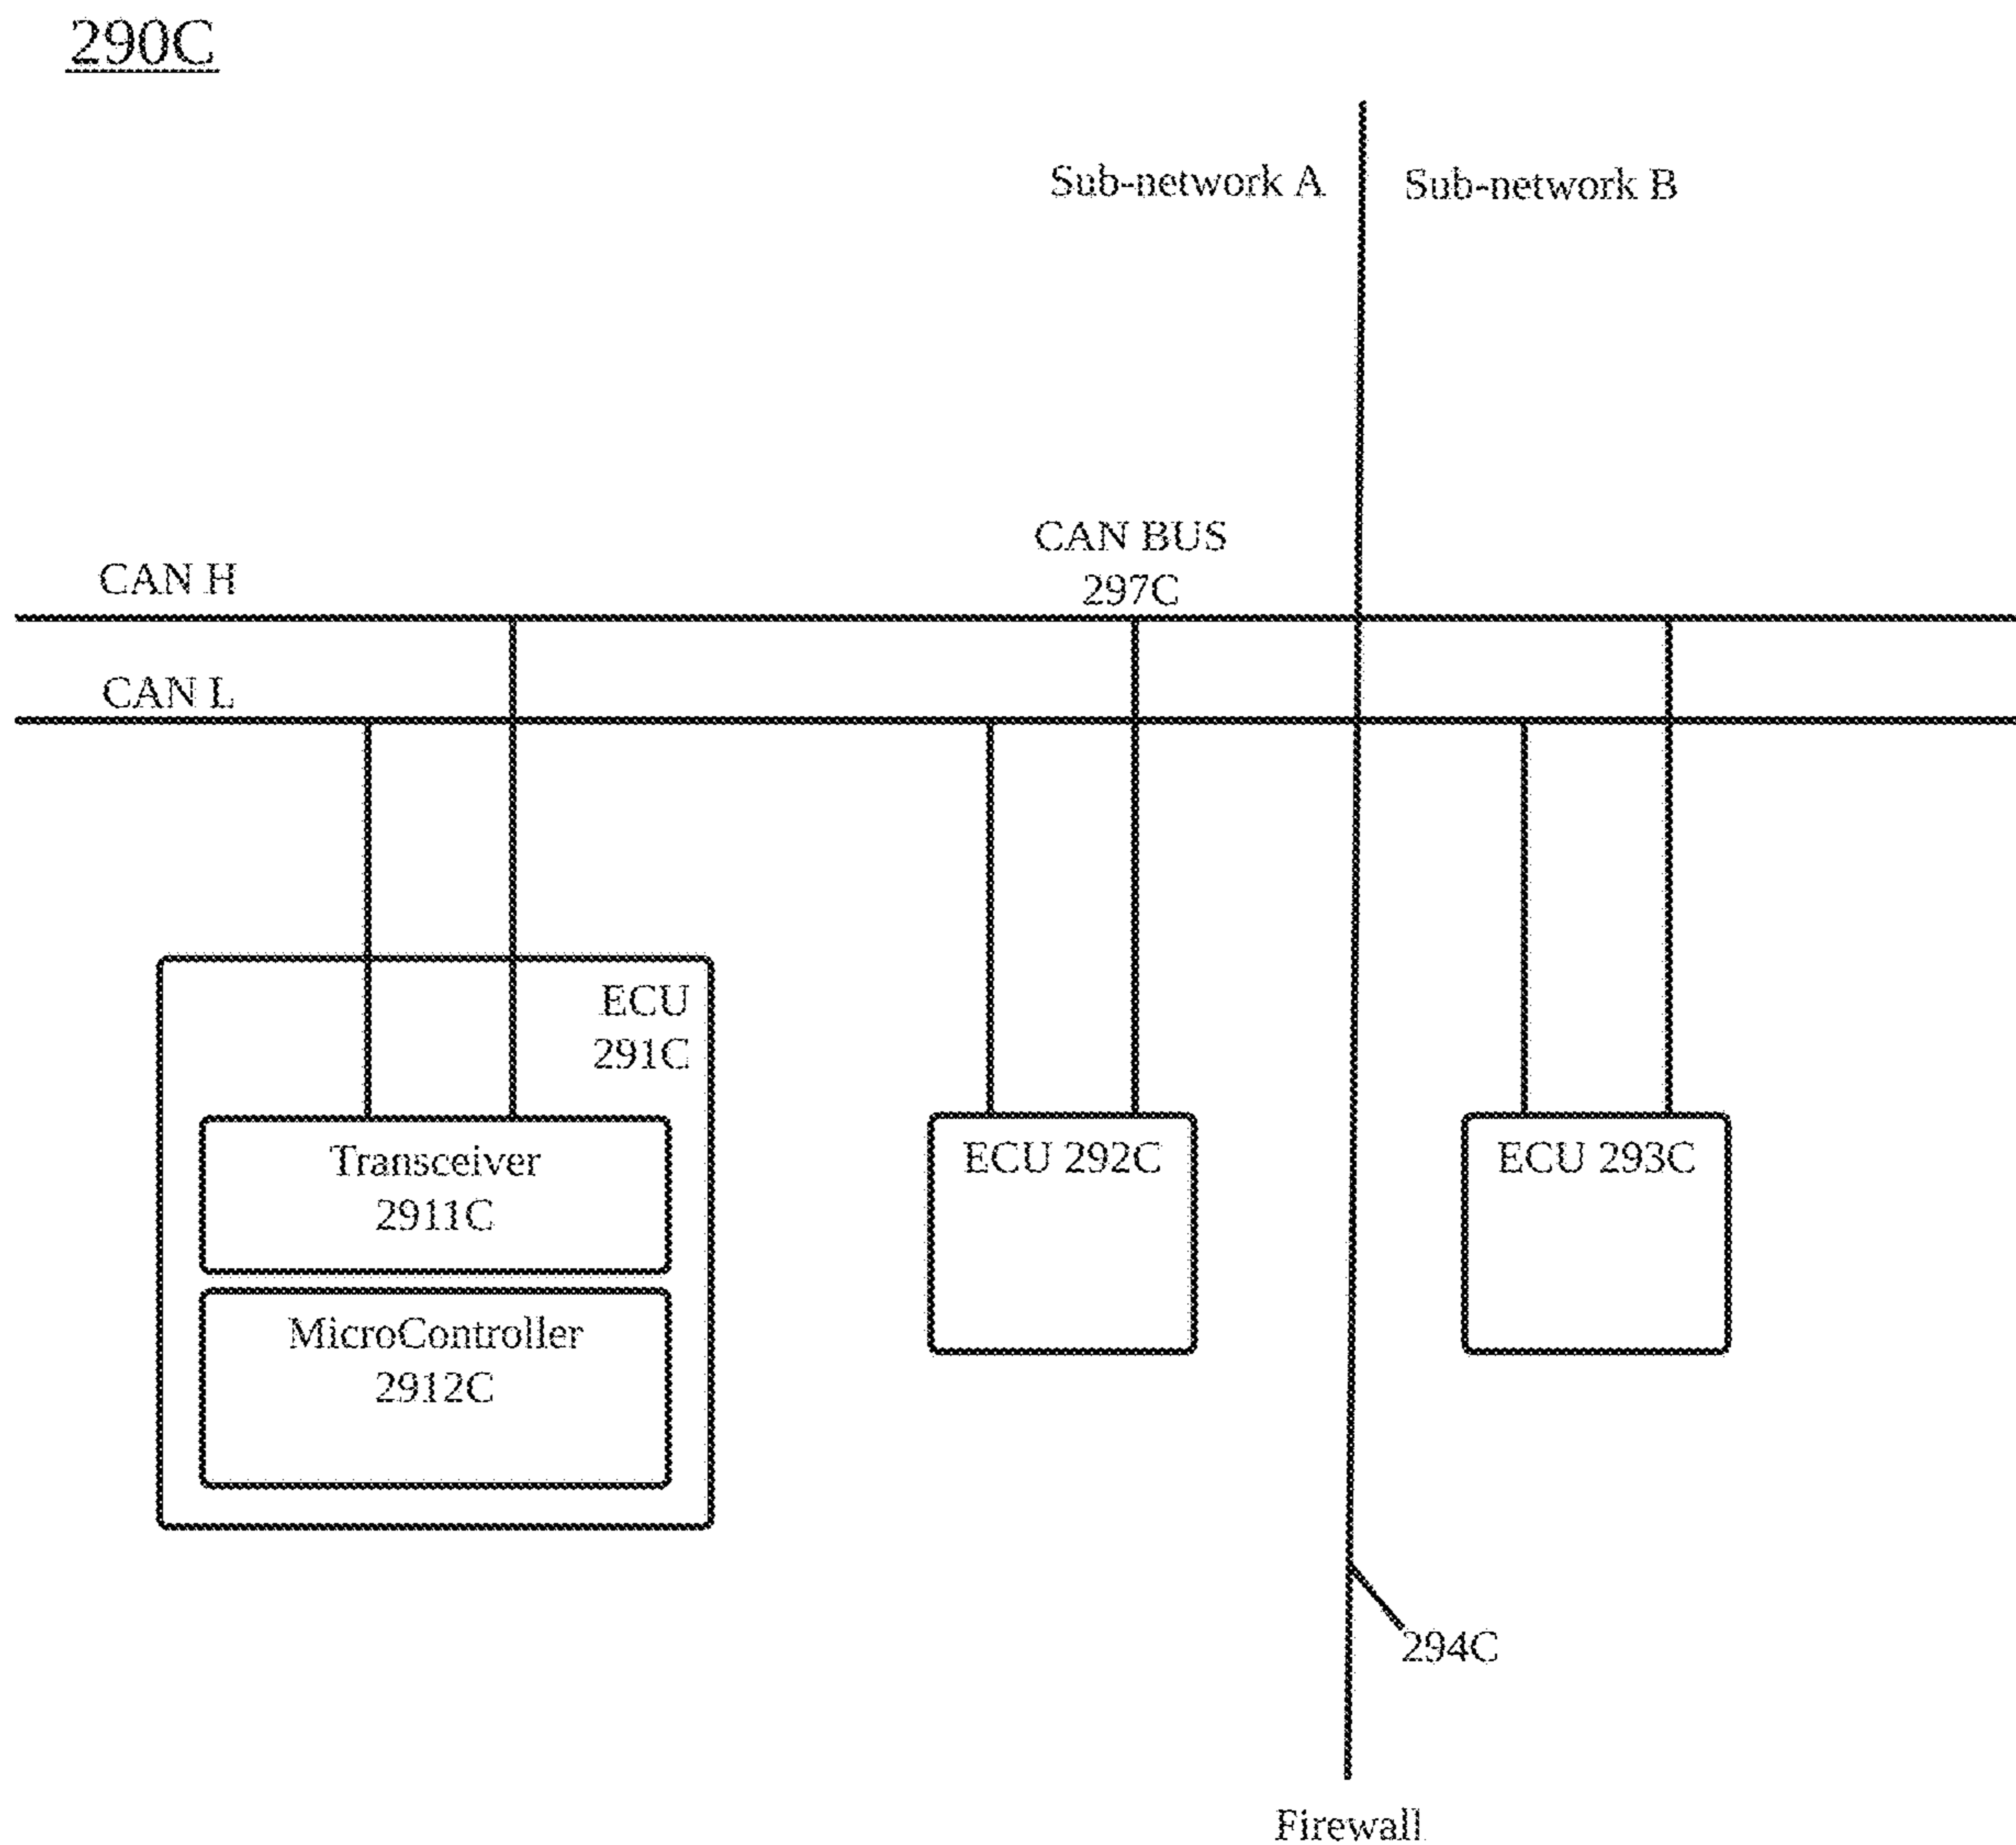 290C
Sub-network A
Sub-network B
CAN BUS
297C
CAN H
CAN L
ECU
291C
Transceiver
2911C
MicroController
2912C
ECU 292C
ECU 293C
294C
Firewall